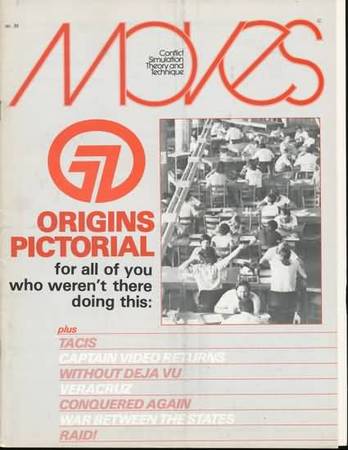 MOVES
Conflict
Simulation
Theory and
Technique
ORIGINS
PICTORIAL
for all of you
who weren't there
doing this:
plus
TACIS
CAPTAIN VIDEO RETURNS
WITHOUT DEJA VU
VERACRUZ
CONQUERED AGAIN
WAR BETWEEN THE STATES
RAID!